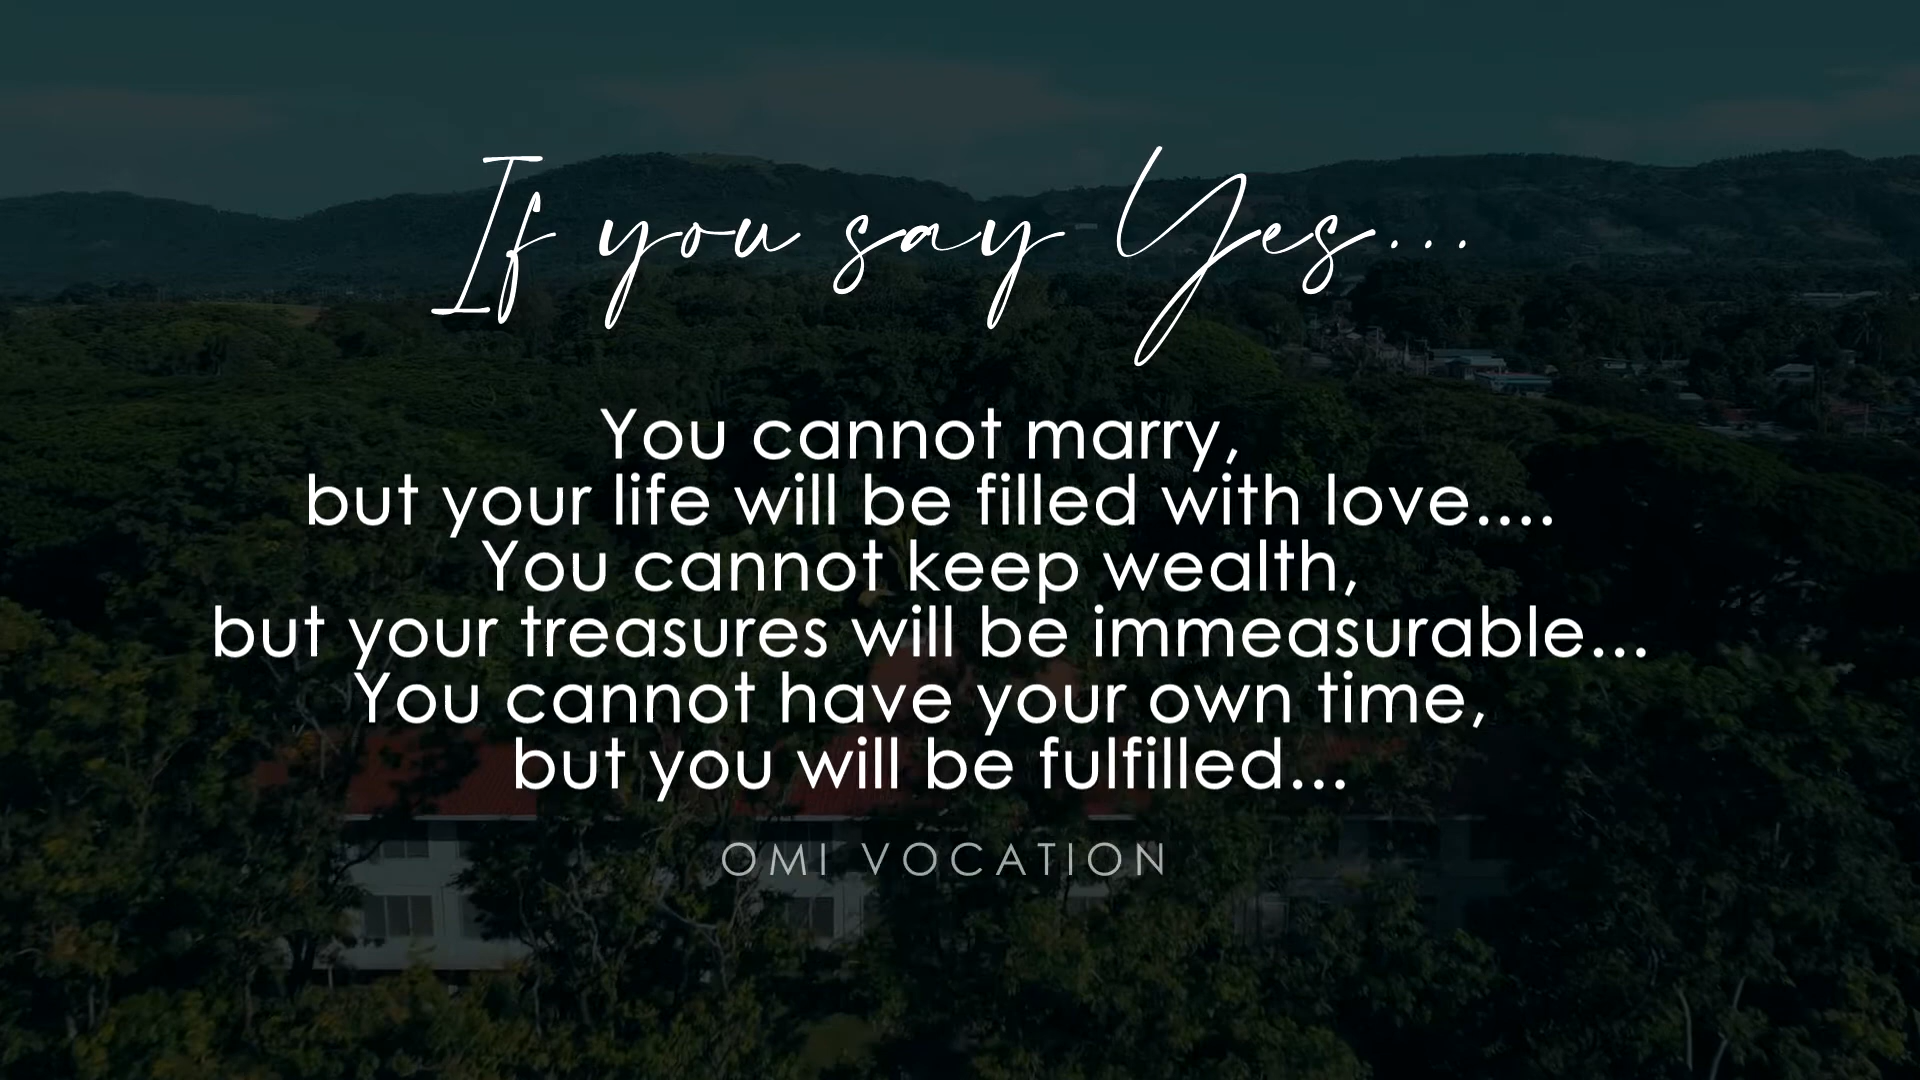 If you say Yes...
You cannot marry,
but your life will be filled with love....
You cannot keep wealth,
but your treasures will be immeasurable...
You cannot have your own time,
but you will be fulfilled...
OMI VOCATION